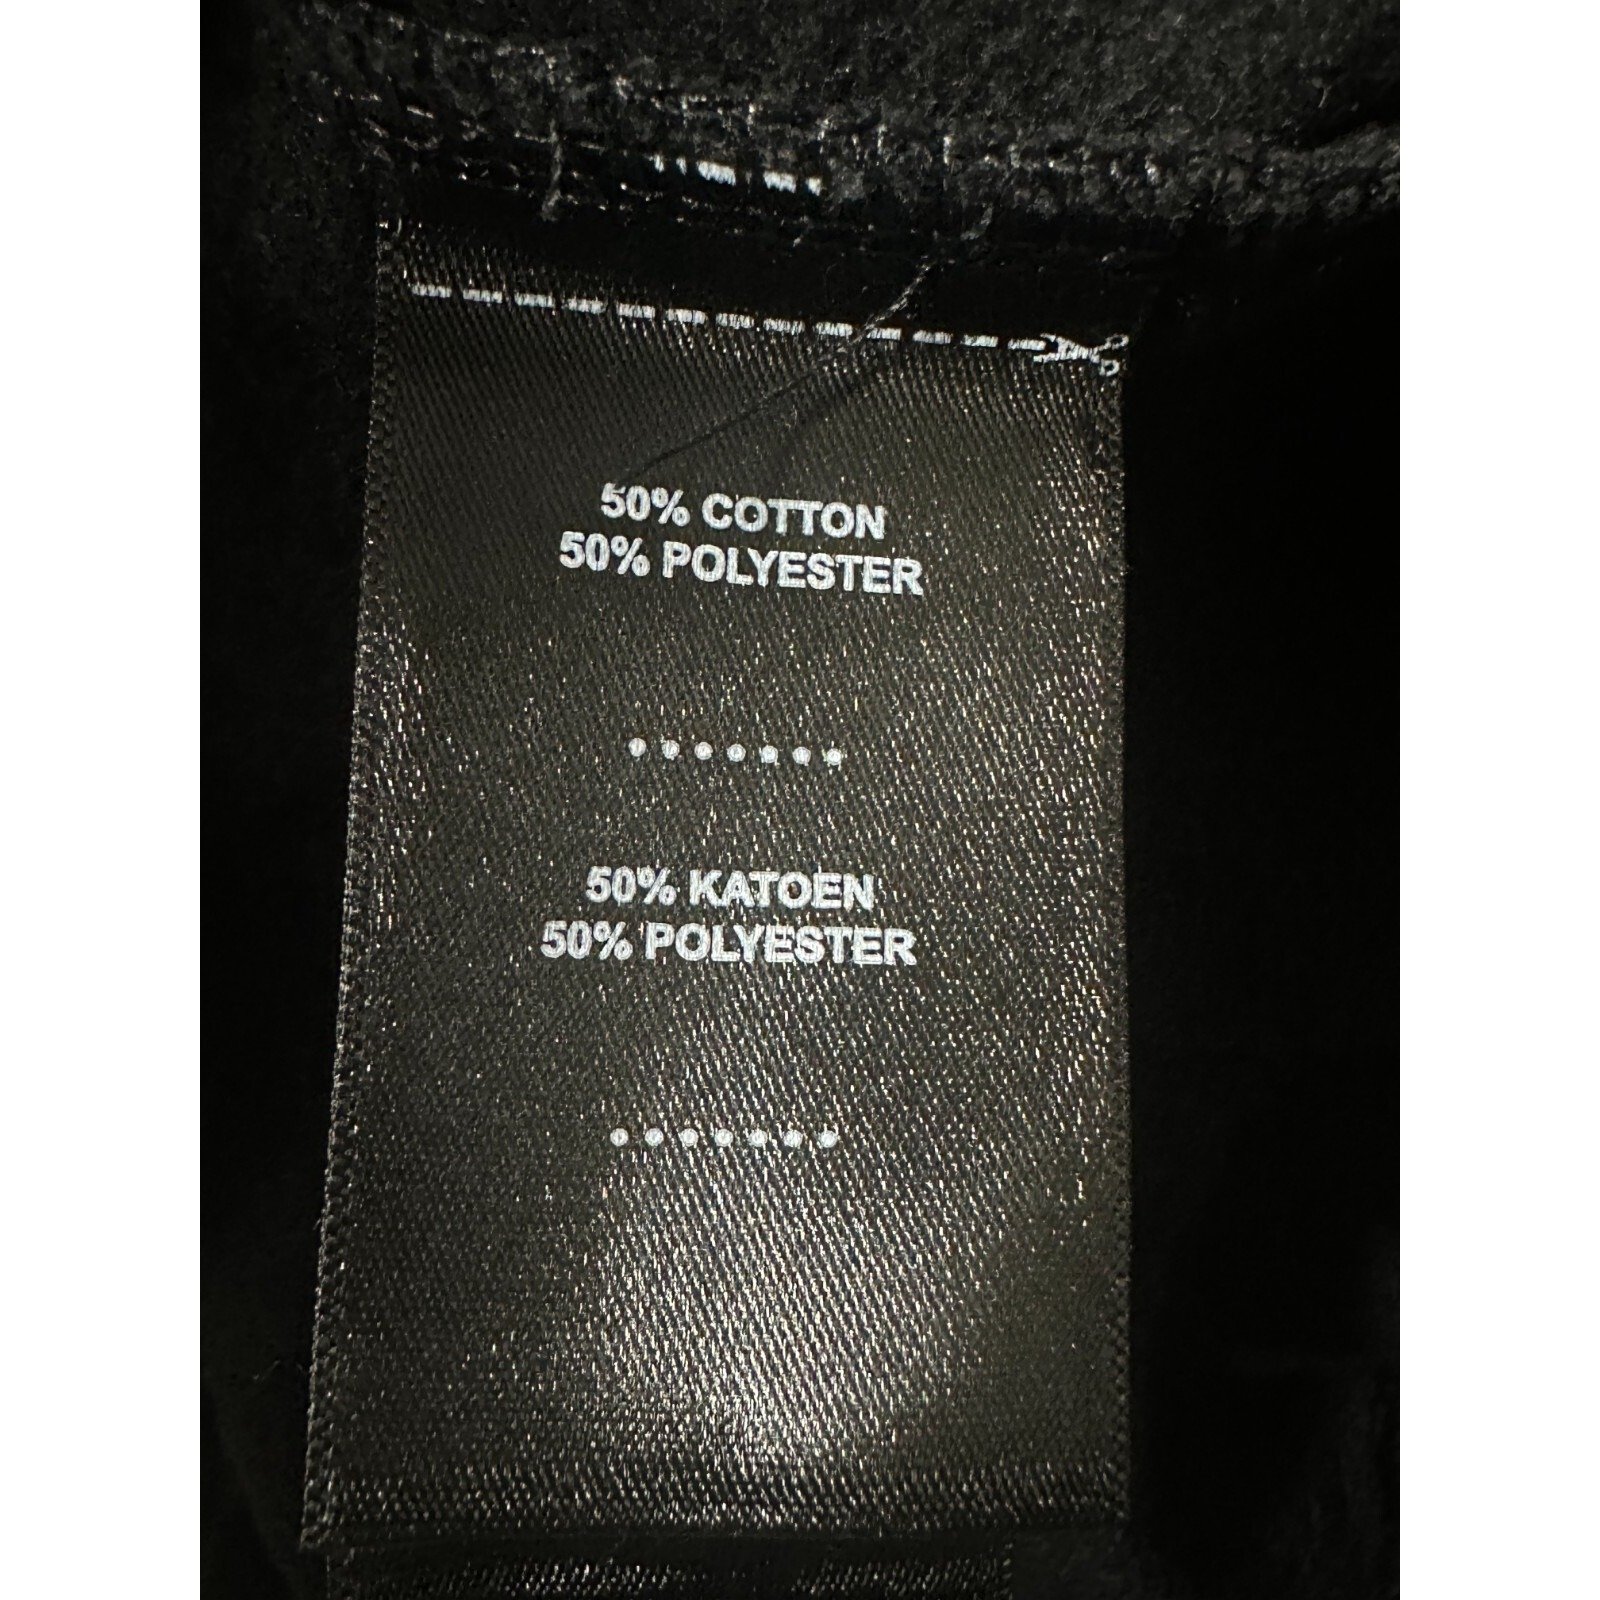 50% COTTON
50% POLYESTER
.......
50% KATOEN
50% POLYESTER
.......